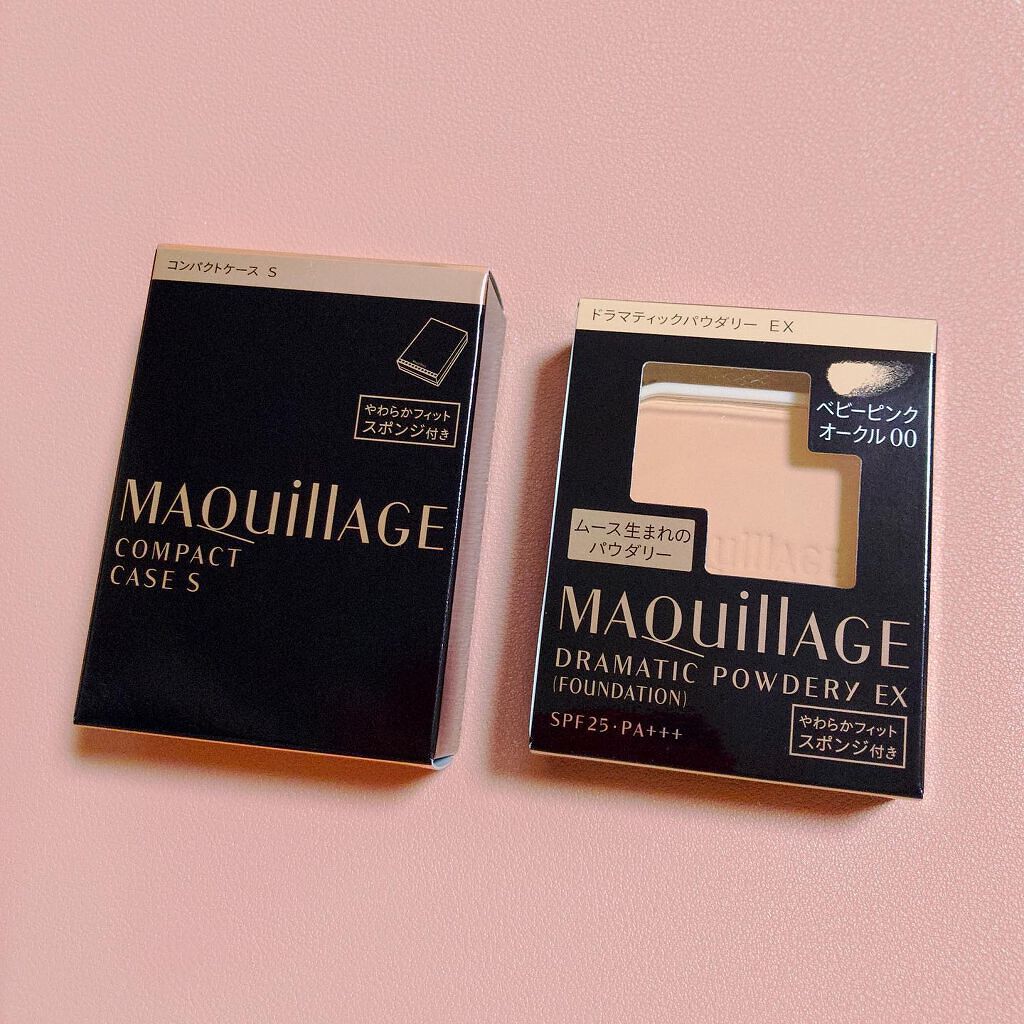 コンパクトケース S
やわらかフィット
スポンジ付き
MAQuillAGE
COMPACT
CASE S
ドラマティックパウダリー EX
ベビーピンク
オークル 00
ムース生まれの
パウダリー
MAQuillAGE
DRAMATIC POWDERY EX
(FOUNDATION)
SPF25・PA+++
やわらかフィット
スポンジ付き